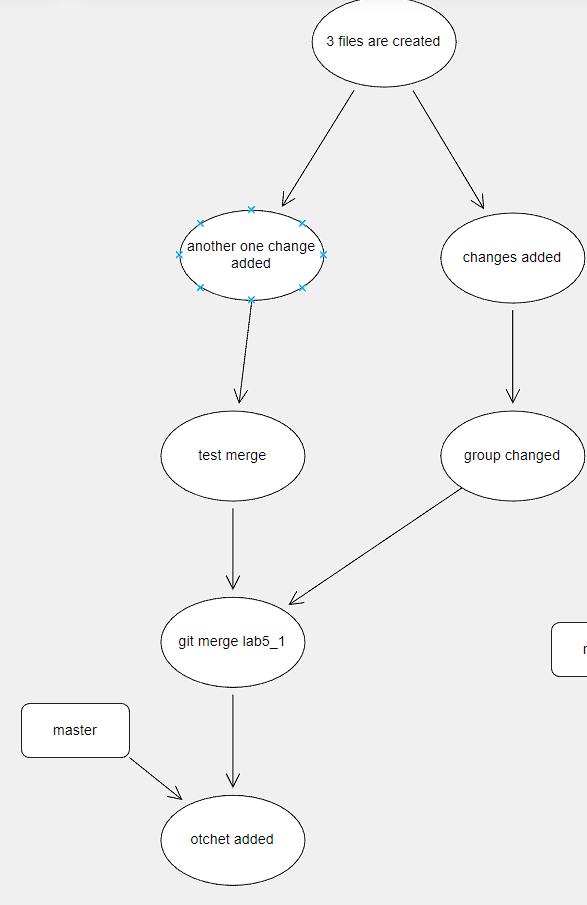 3 files are created
another one change
added
changes added
test merge
group changed
git merge lab5_1
master
otchet added